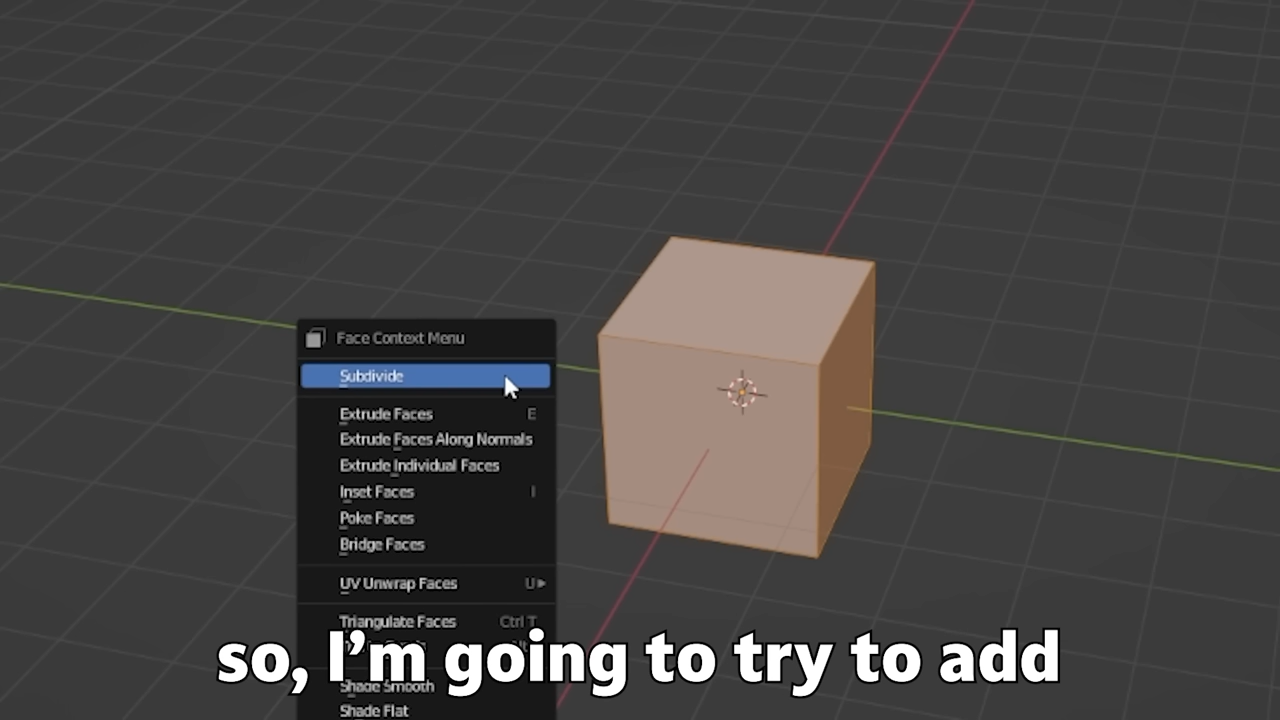 Face Context Menu
Subdivide
Extrude Faces E
Extrude Faces Along Normals
Extrude Individual Faces
Inset Faces I
Poke Faces
Bridge Faces
UV Unwrap Faces U
Triangulate Faces Ctrl T
so, I’m going to try to add
Shade Smooth
Shade Flat